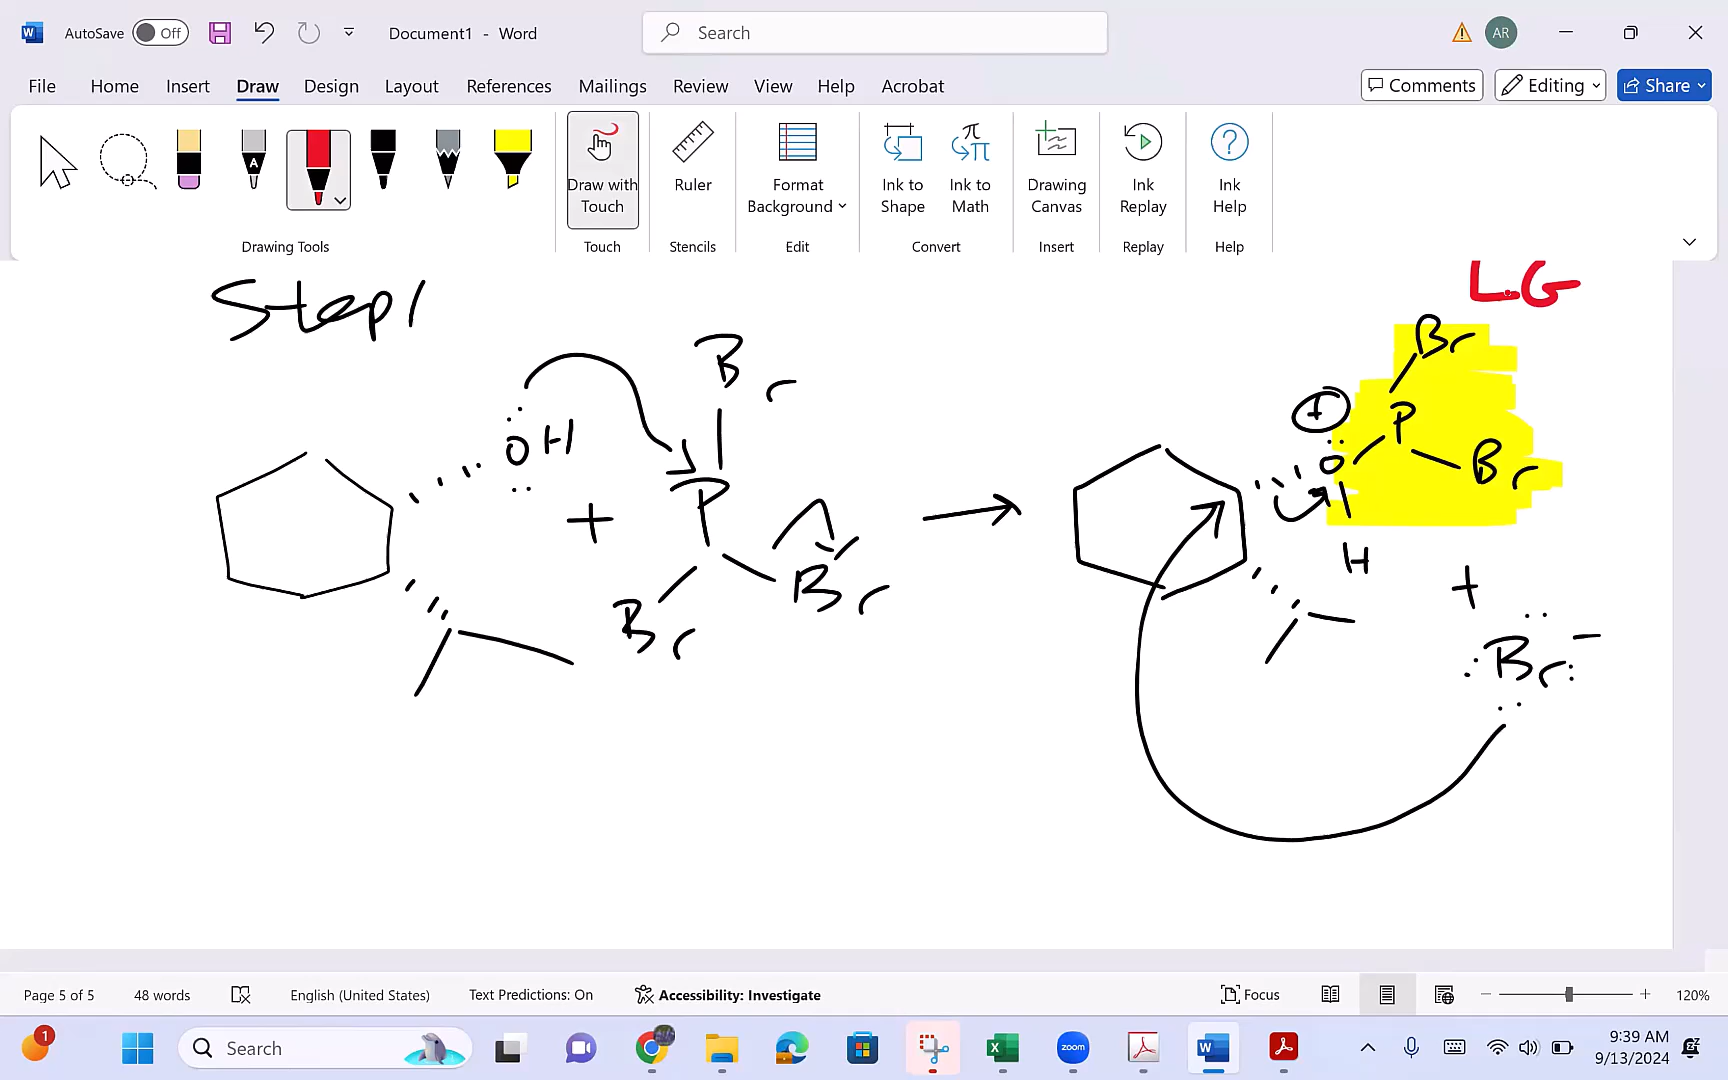 AutoSave Off Document1 - Word Search AR
File Home Insert Draw Design Layout References Mailings Review View Help Acrobat Comments Editing Share
A
Draw with Touch
Ruler
Format Background
Ink to Shape
Ink to Math
Drawing Canvas
Ink Replay
Ink Help
Drawing Tools Touch Stencils Edit Convert Insert Replay Help
Step 1
L.G
Br
OH
+
P
Br
Br
Br
+
P
O
Br
H
+
:Br:−
Page 5 of 5 48 words English (United States) Text Predictions: On Accessibility: Investigate Focus 120%
1 Search zoom 9:39 AM
9/13/2024